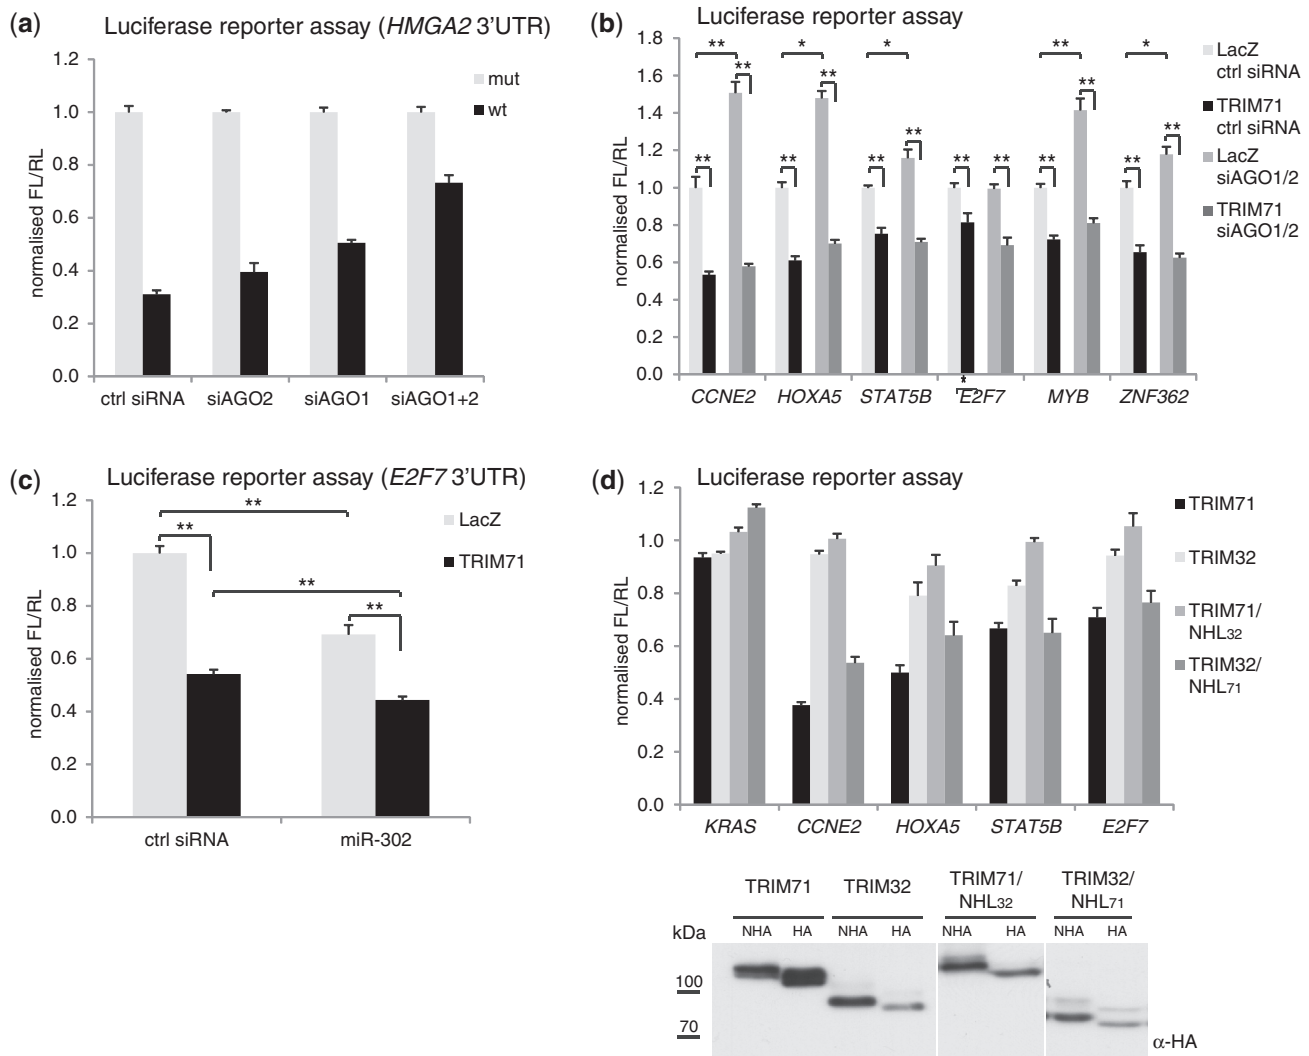 (a) Luciferase reporter assay (HMGA2 3'UTR)
1.2
1.0
0.8
0.6
0.4
0.2
0.0
normalised FL/RL
mut
wt
ctrl siRNA siAGO2 siAGO1 siAGO1+2
(b) Luciferase reporter assay
1.8
1.6
1.4
1.2
1.0
0.8
0.6
0.4
0.2
0.0
normalised FL/RL
** * * ** *
** ** ** ** **
** ** ** ** ** ** **
LacZ
ctrl siRNA
TRIM71
ctrl siRNA
LacZ
siAGO1/2
TRIM71
siAGO1/2
*
CCNE2 HOXA5 STAT5B E2F7 MYB ZNF362
(c) Luciferase reporter assay (E2F7 3'UTR)
1.2
1.0
0.8
0.6
0.4
0.2
0.0
normalised FL/RL
**
**
**
**
LacZ
TRIM71
ctrl siRNA miR-302
(d) Luciferase reporter assay
1.2
1.0
0.8
0.6
0.4
0.2
0.0
normalised FL/RL
TRIM71
TRIM32
TRIM71/
NHL32
TRIM32/
NHL71
KRAS CCNE2 HOXA5 STAT5B E2F7
TRIM71 TRIM32 TRIM71/ TRIM32/
NHL32 NHL71
kDa NHA HA NHA HA NHA HA NHA HA
100
70
α-HA